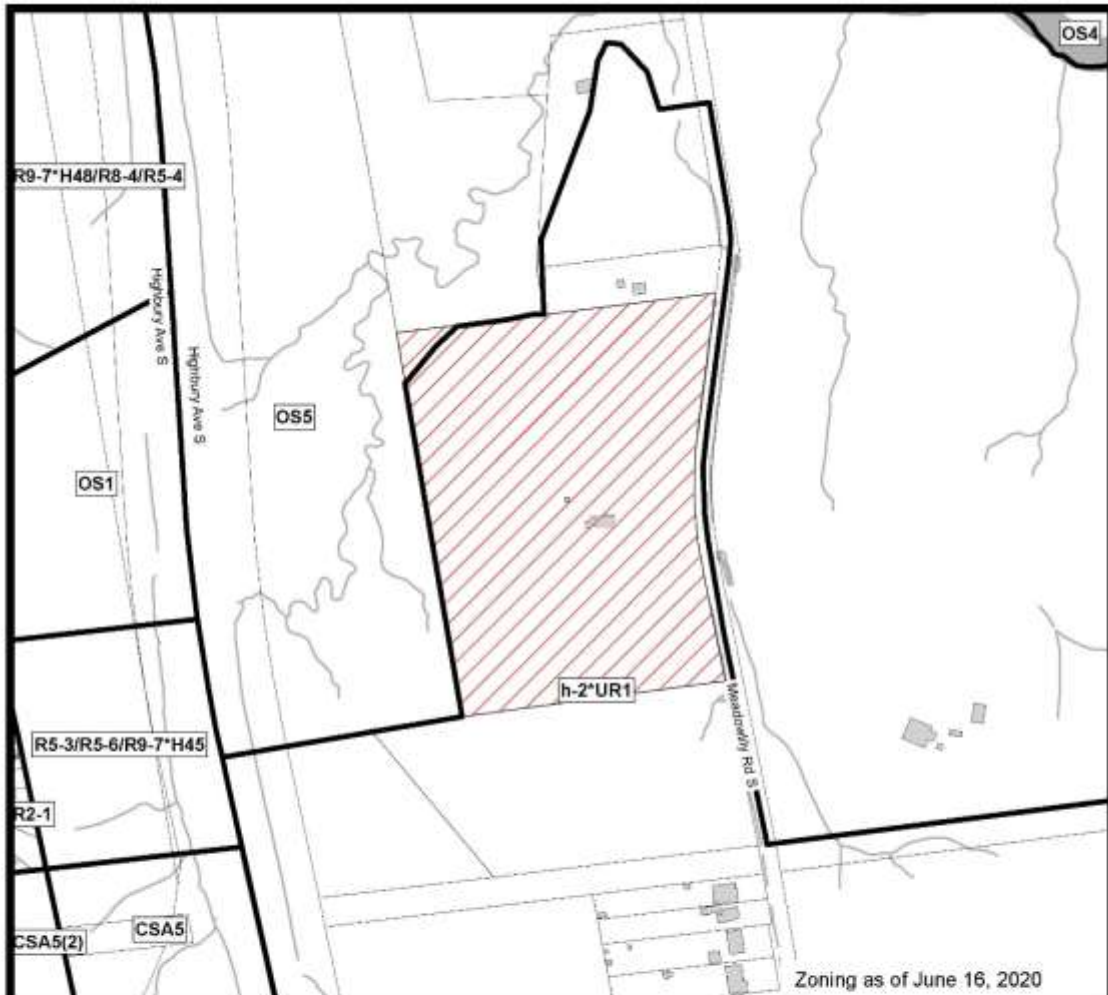 OS4
R9-7*H48/R8-4/R5-4
Highbury Ave S
Highbury Ave S
OS5
OS1
h-2*UR1
Meadowlily Rd S
R5-3/R5-6/R9-7*H45
R2-1
CSA5
CSA5(2)
Zoning as of June 16, 2020